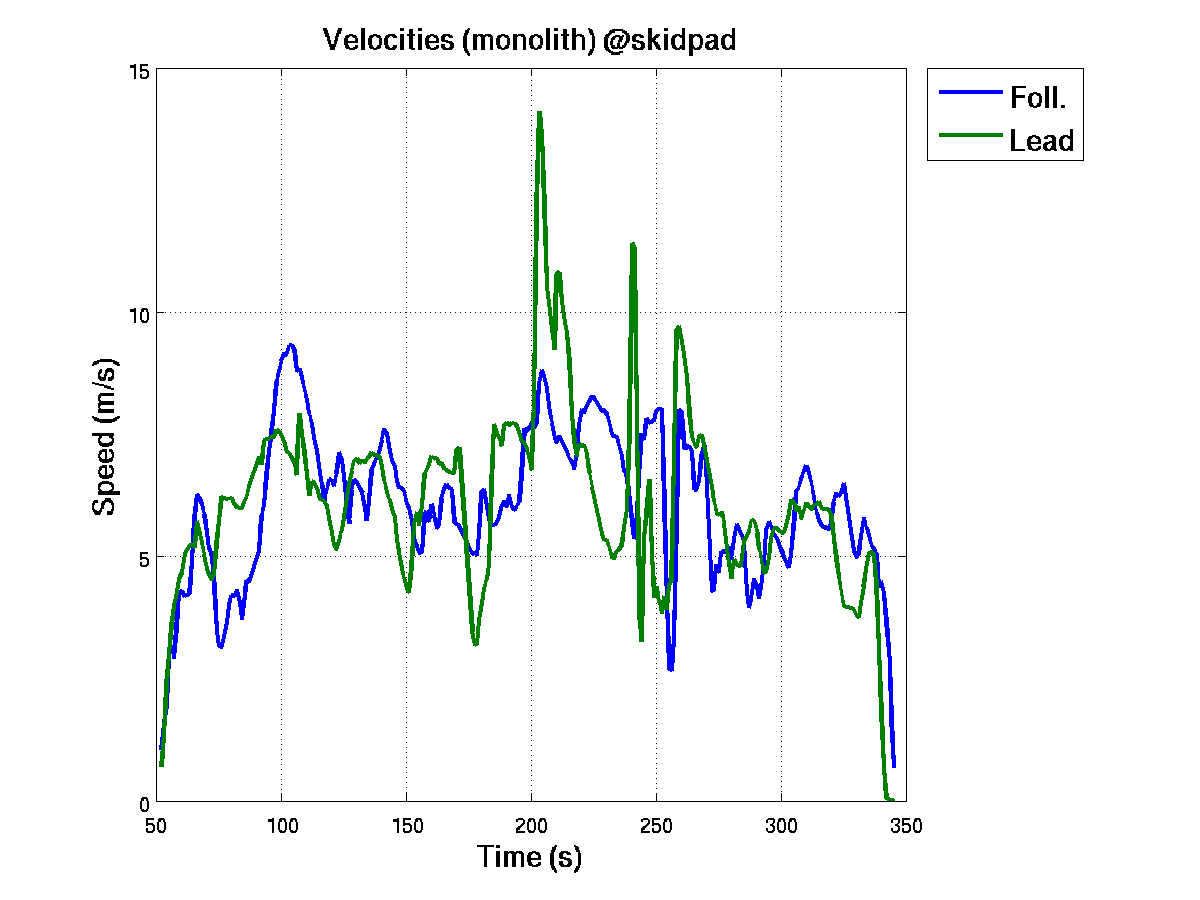 Velocities (monolith) @skidpad
15
10
5
0
Speed (m/s)
50 100 150 200 250 300 350
Time (s)
Foll.
Lead